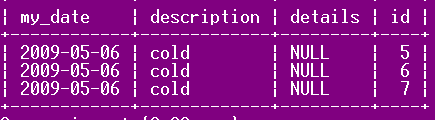 | my_date | description | details | id |
| 2009-05-06 | cold | NULL | 5 |
| 2009-05-06 | cold | NULL | 6 |
| 2009-05-06 | cold | NULL | 7 |